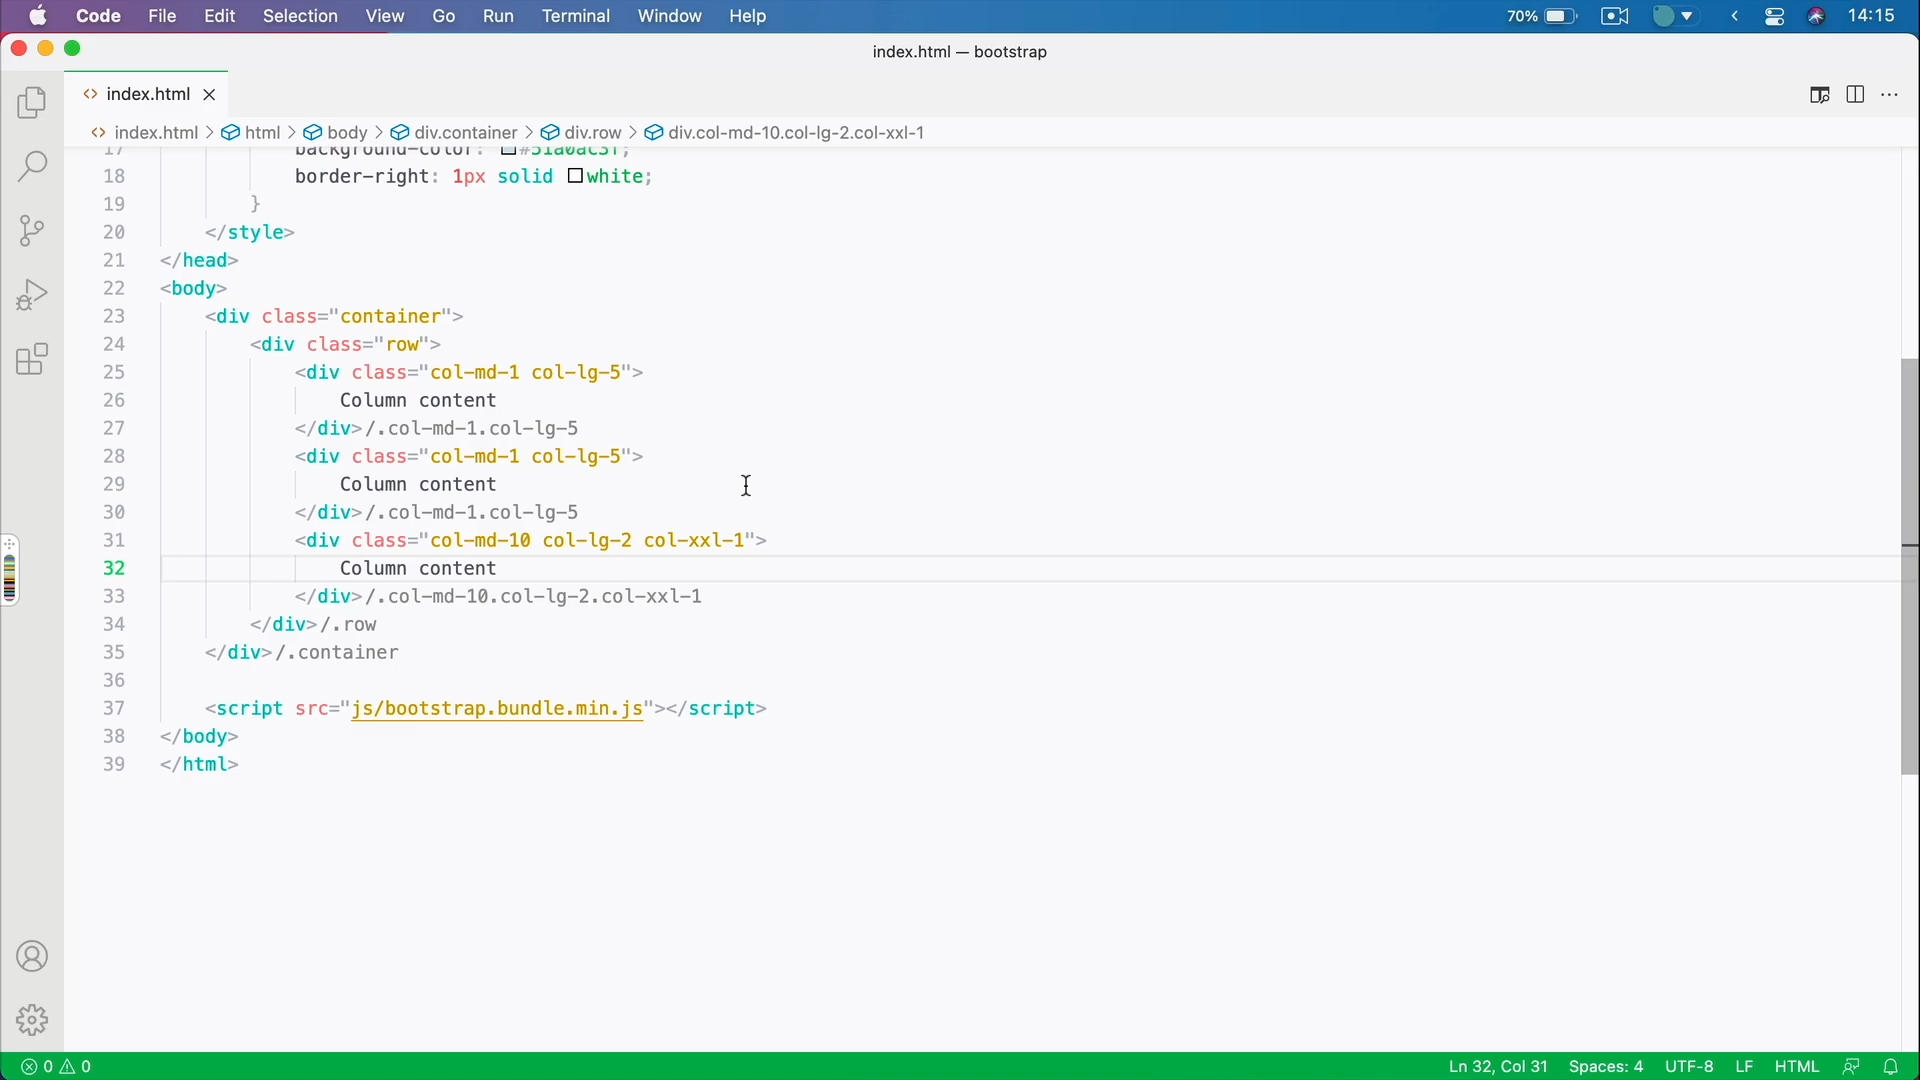 Code File Edit Selection View Go Run Terminal Window Help 70% 14:15
index.html — bootstrap
<> index.html ×
<> index.html > html > body > div.container > div.row > div.col-md-10.col-lg-2.col-xxl-1
17 background-color: #51a0ac3f;
18 border-right: 1px solid white;
19 }
20 </style>
21 </head>
22 <body>
23 <div class="container">
24 <div class="row">
25 <div class="col-md-1 col-lg-5">
26 Column content
27 </div>/.col-md-1.col-lg-5
28 <div class="col-md-1 col-lg-5">
29 Column content
30 </div>/.col-md-1.col-lg-5
31 <div class="col-md-10 col-lg-2 col-xxl-1">
32 Column content
33 </div>/.col-md-10.col-lg-2.col-xxl-1
34 </div>/.row
35 </div>/.container
36
37 <script src="js/bootstrap.bundle.min.js"></script>
38 </body>
39 </html>
0 0 Ln 32, Col 31 Spaces: 4 UTF-8 LF HTML